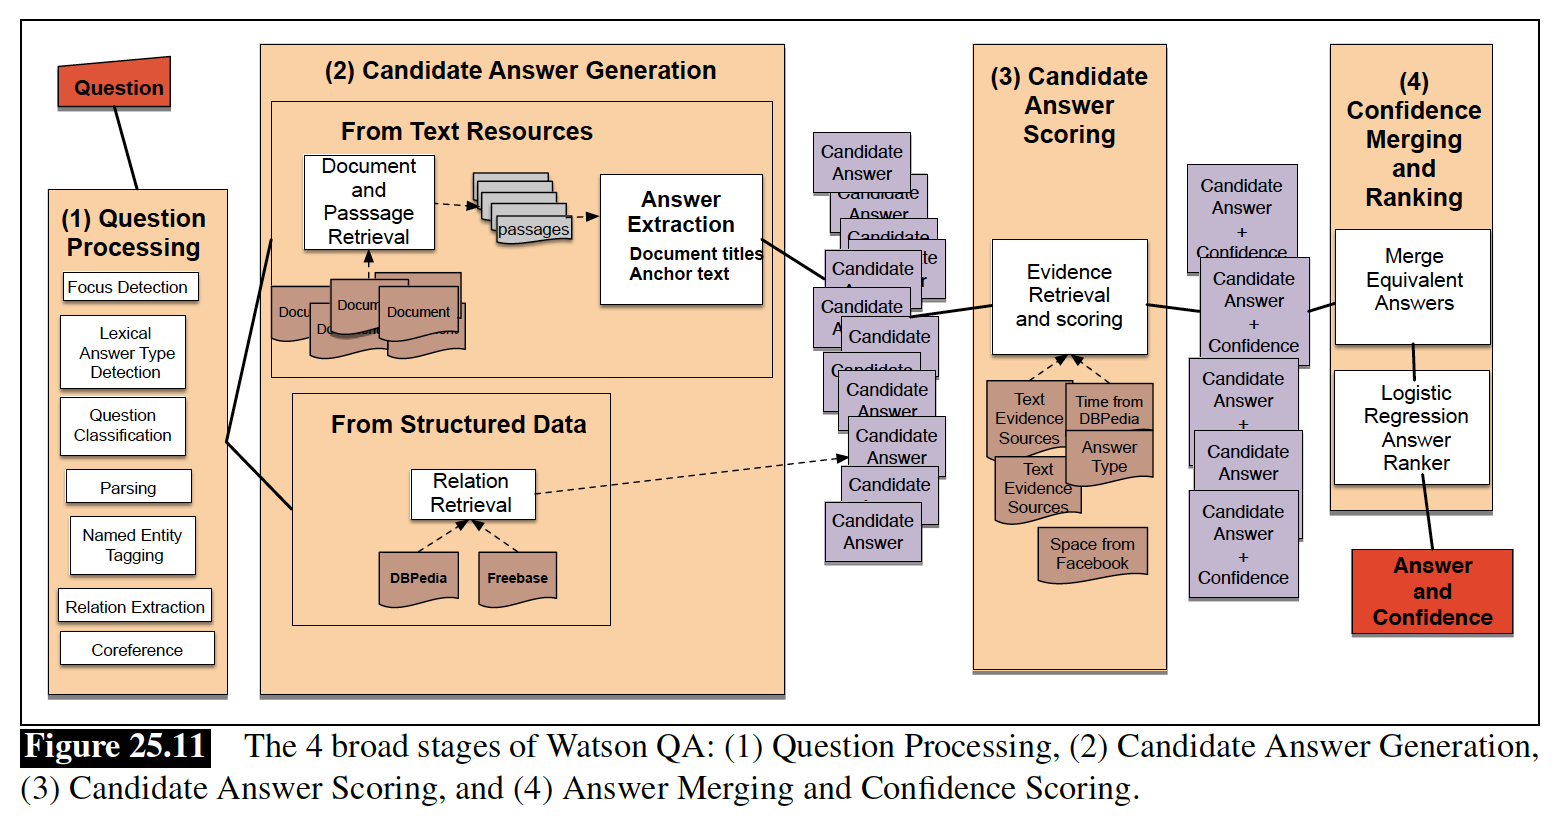 Question
(1) Question
Processing
Focus Detection
Lexical
Answer Type
Detection
Question
Classification
Parsing
Named Entity
Tagging
Relation Extraction
Coreference
(2) Candidate Answer Generation
From Text Resources
Document
and
Passsage
Retrieval
passages
Answer
Extraction
Document titles
Anchor text
Document
From Structured Data
Relation
Retrieval
DBPedia
Freebase
Candidate
Answer
Candidate
Answer
Candidate
Candidate
Answer
Candidate
Candidate
Answer
Candidate
Candidate
Answer
Candidate
Answer
Candidate
Candidate
Answer
(3) Candidate
Answer
Scoring
Evidence
Retrieval
and scoring
Text
Evidence
Sources
Time from
DBPedia
Answer
Type
Text
Evidence
Sources
Space from
Facebook
Candidate
Answer
+
Confidence
Candidate
Answer
+
Confidence
Candidate
Answer
+
Candidate
Answer
Candidate
Answer
+
Confidence
(4)
Confidence
Merging
and
Ranking
Merge
Equivalent
Answers
Logistic
Regression
Answer
Ranker
Answer
and
Confidence
Figure 25.11 The 4 broad stages of Watson QA: (1) Question Processing, (2) Candidate Answer Generation,
(3) Candidate Answer Scoring, and (4) Answer Merging and Confidence Scoring.